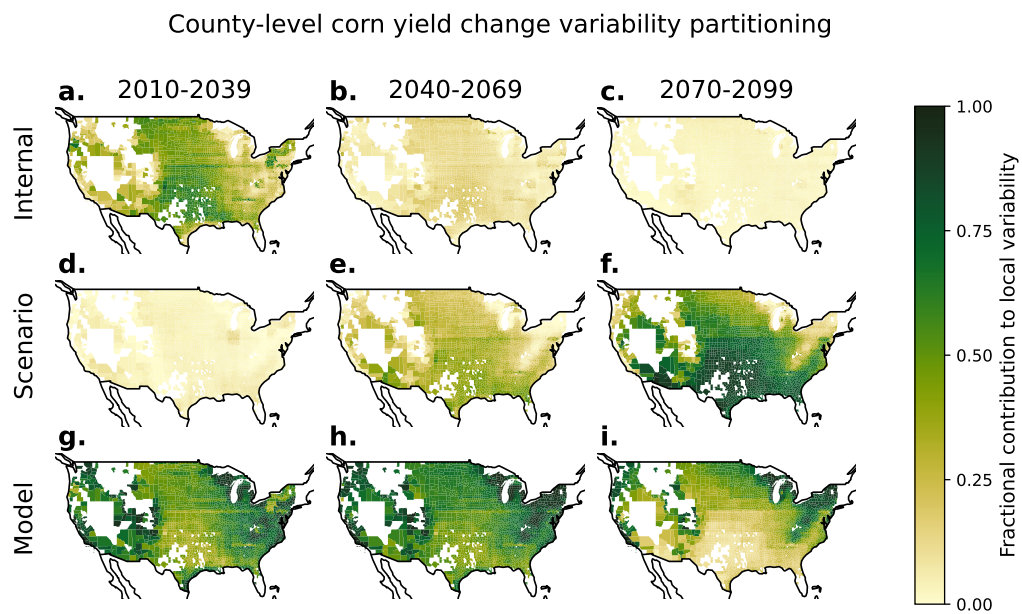 County-level corn yield change variability partitioning
a. 2010-2039
b. 2040-2069
c. 2070-2099
Internal
d.
e.
f.
Scenario
g.
h.
i.
Model
1.00
0.75
0.50
0.25
0.00
Fractional contribution to local variability